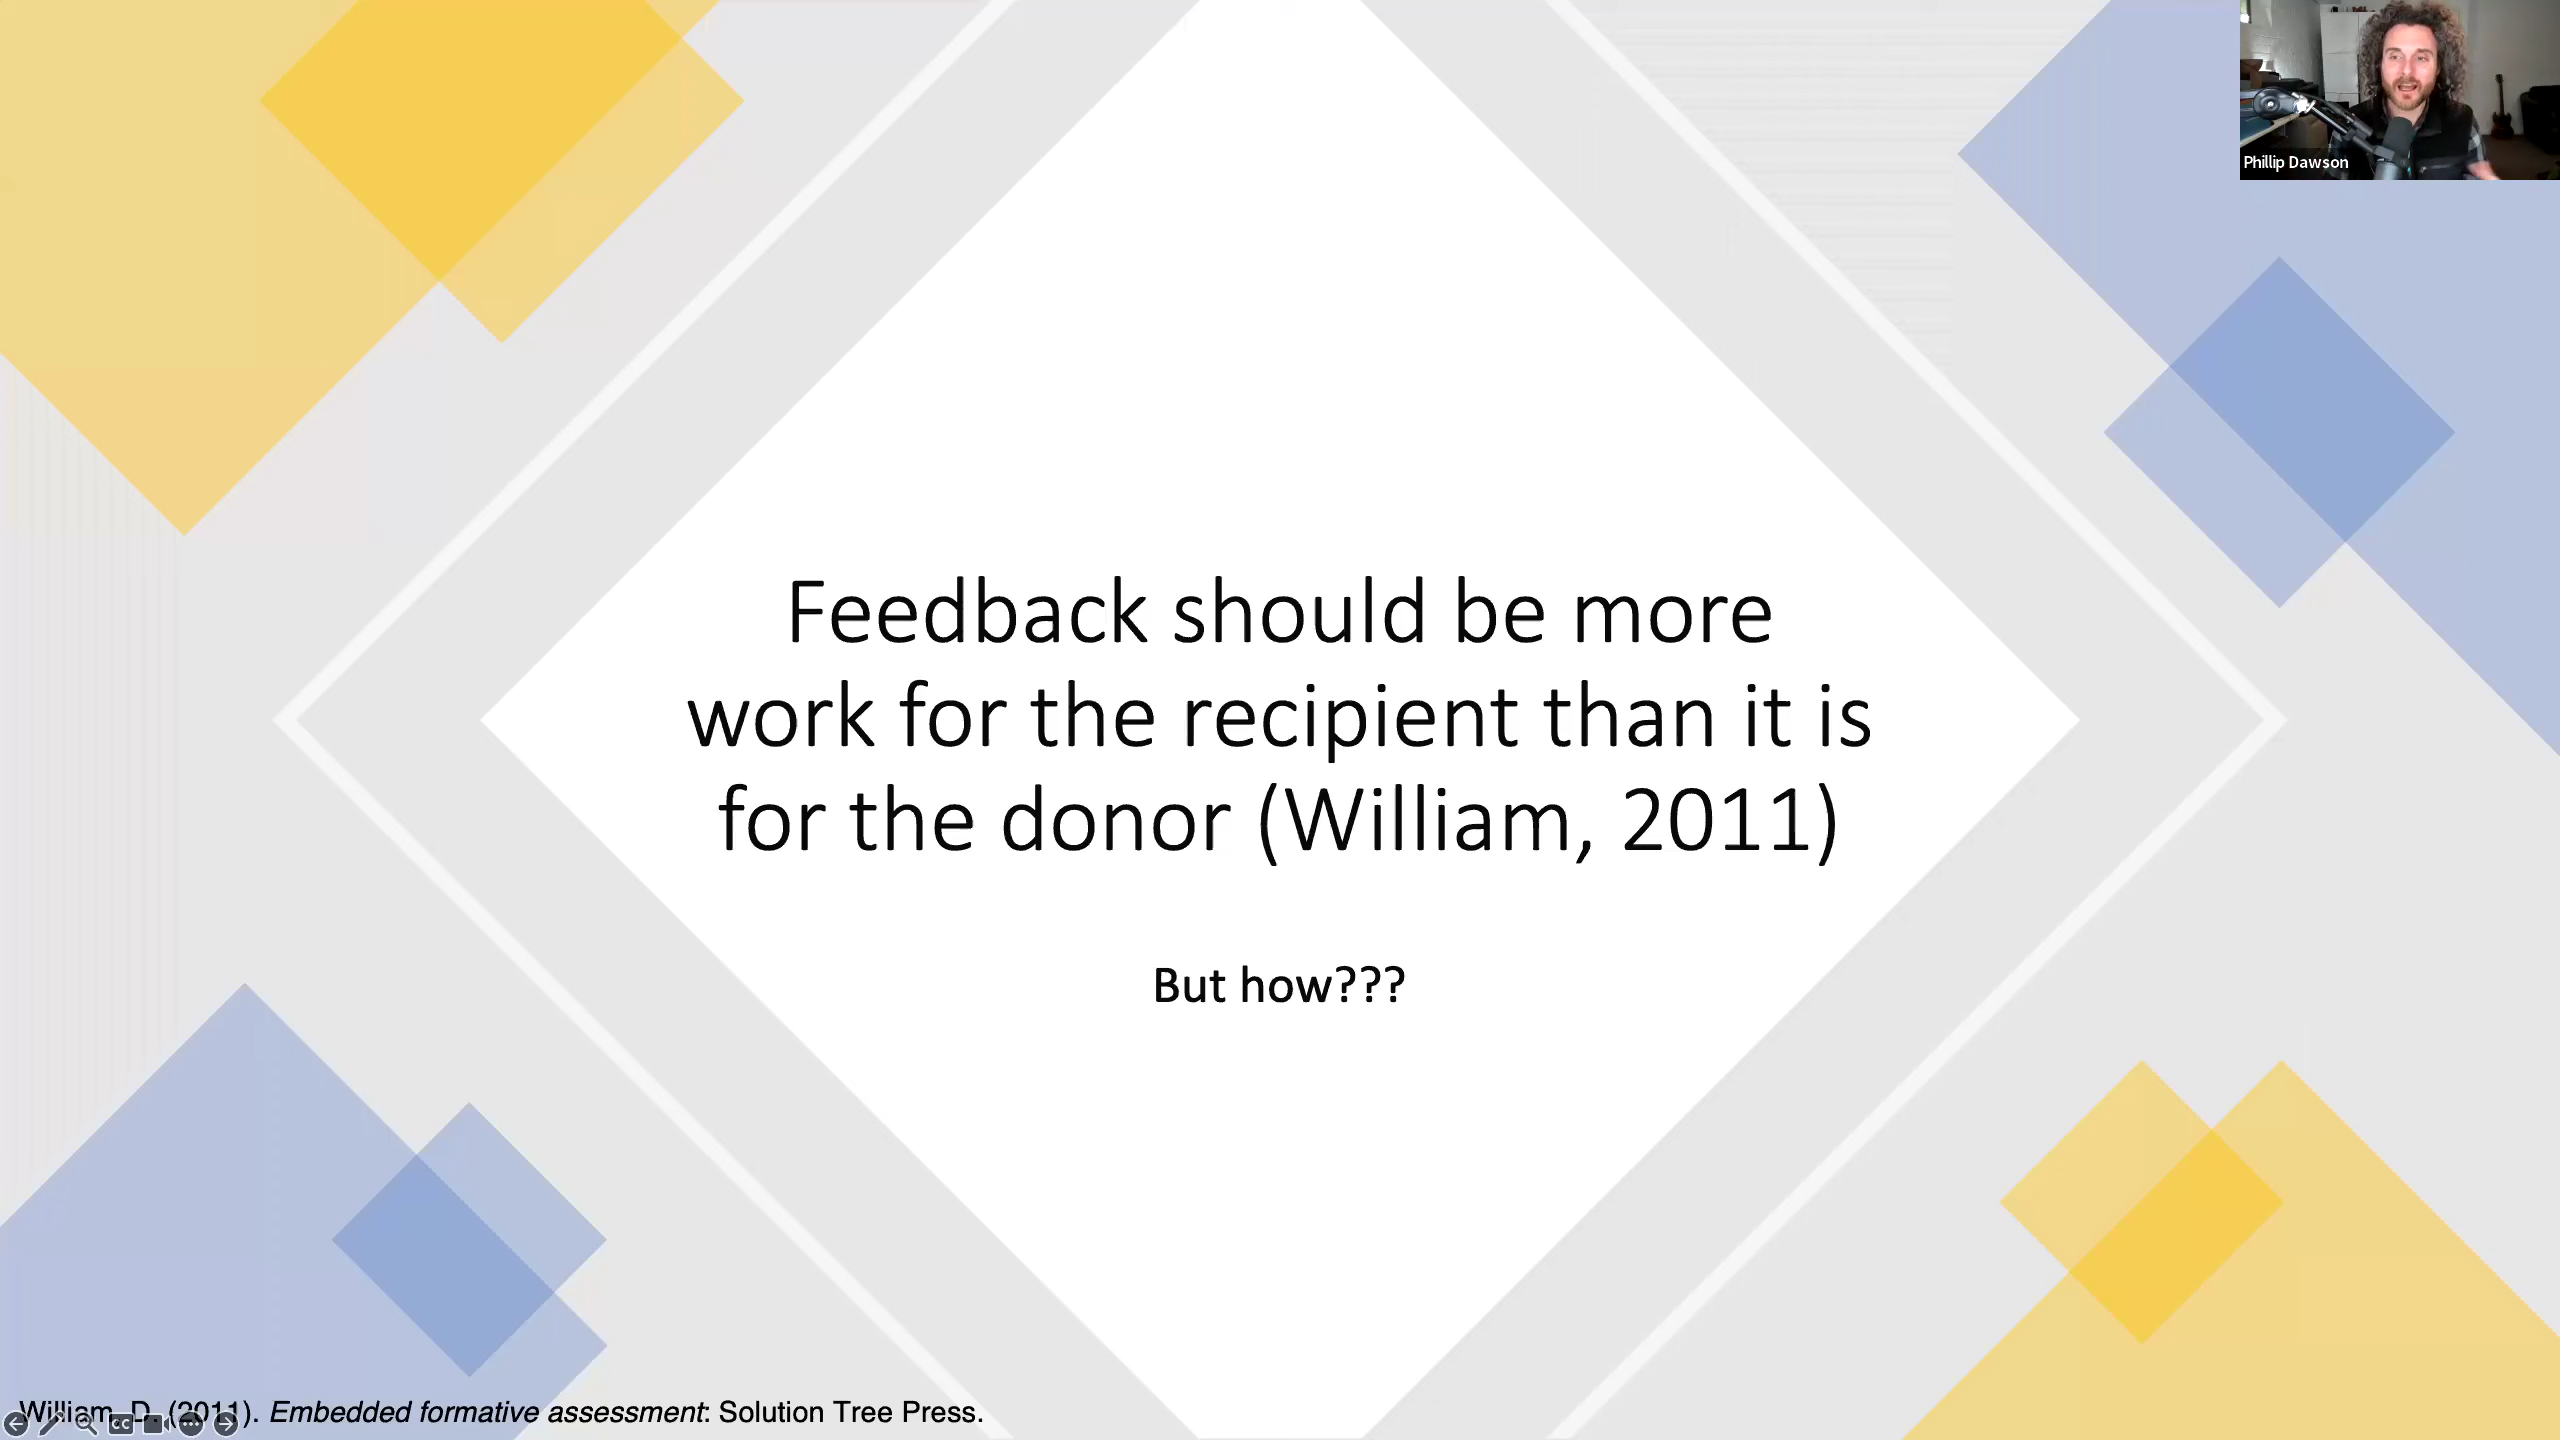 Phillip Dawson
Feedback should be more
work for the recipient than it is
for the donor (William, 2011)
But how???
William, D. (2011). Embedded formative assessment: Solution Tree Press.